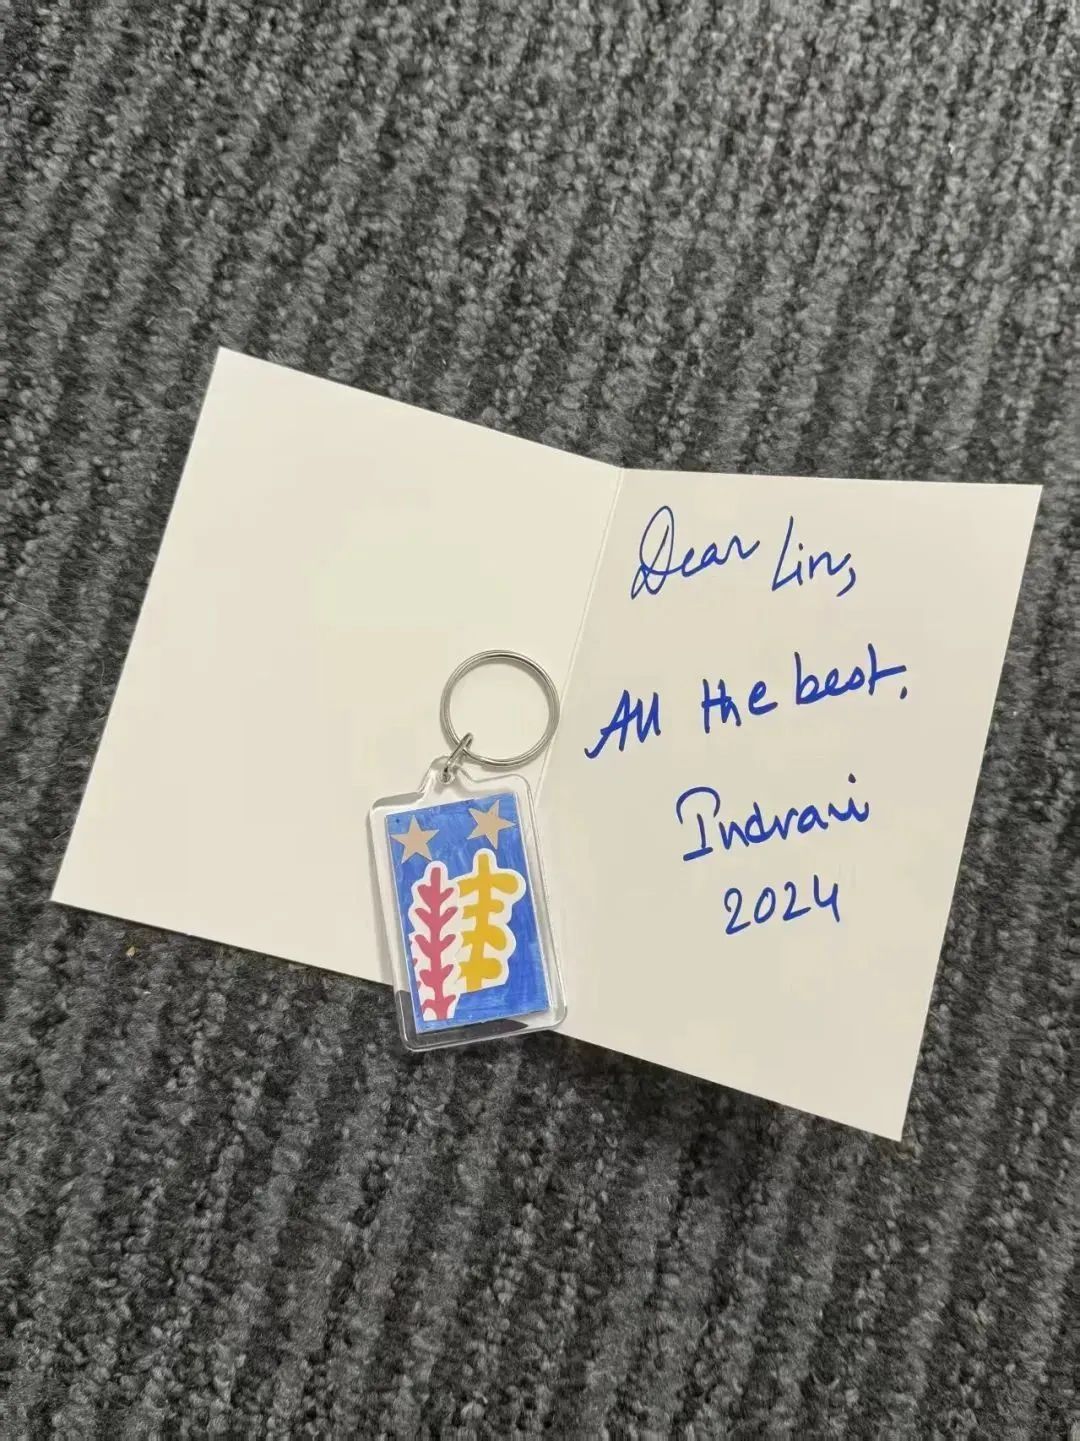 Dear Lin,
All the best.
Indrani
2024